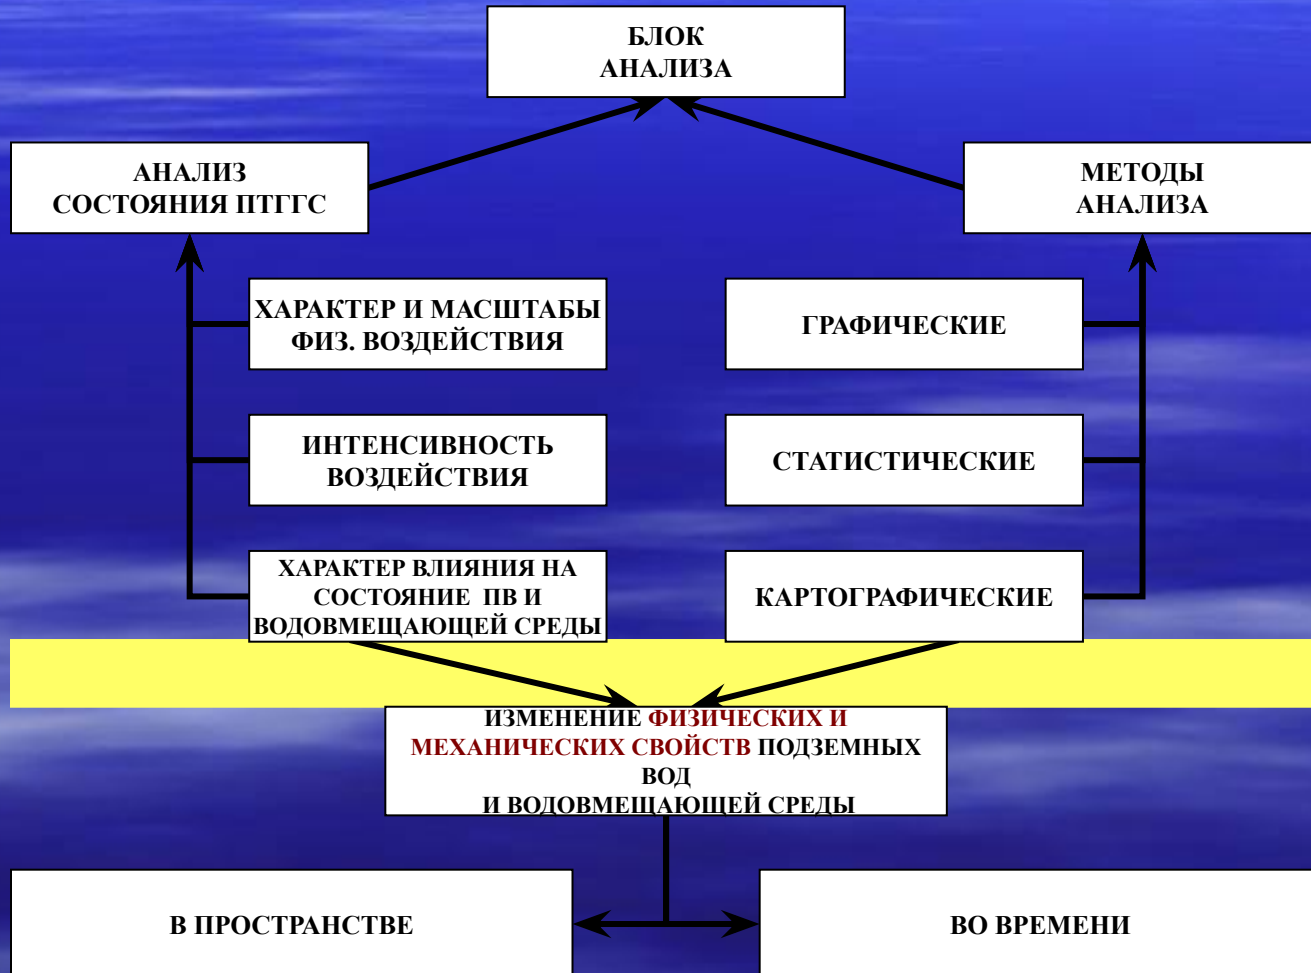 БЛОК
АНАЛИЗА
АНАЛИЗ
СОСТОЯНИЯ ПТГГС
МЕТОДЫ
АНАЛИЗА
ХАРАКТЕР И МАСШТАБЫ
ФИЗ. ВОЗДЕЙСТВИЯ
ГРАФИЧЕСКИЕ
ИНТЕНСИВНОСТЬ
ВОЗДЕЙСТВИЯ
СТАТИСТИЧЕСКИЕ
ХАРАКТЕР ВЛИЯНИЯ НА
СОСТОЯНИЕ ПВ И
ВОДОВМЕЩАЮЩЕЙ СРЕДЫ
КАРТОГРАФИЧЕСКИЕ
ИЗМЕНЕНИЕ ФИЗИЧЕСКИХ И
МЕХАНИЧЕСКИХ СВОЙСТВ ПОДЗЕМНЫХ
ВОД
И ВОДОВМЕЩАЮЩЕЙ СРЕДЫ
В ПРОСТРАНСТВЕ
ВО ВРЕМЕНИ